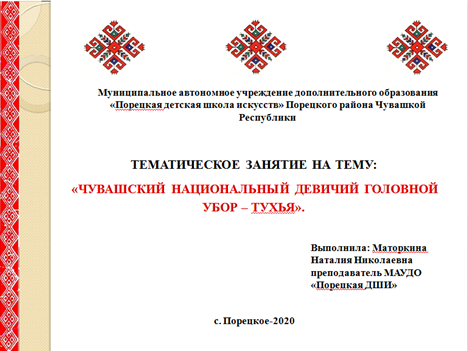 Муниципальное автономное учреждение дополнительного образования
«Порецкая детская школа искусств» Порецкого района Чувашкой
Республики
ТЕМАТИЧЕСКОЕ ЗАНЯТИЕ НА ТЕМУ:
«ЧУВАШСКИЙ НАЦИОНАЛЬНЫЙ ДЕВИЧИЙ ГОЛОВНОЙ
УБОР – ТУХЬЯ».
Выполнила: Маторкина
Наталия Николаевна
преподаватель МАУДО
«Порецкая ДШИ»
с. Порецкое-2020